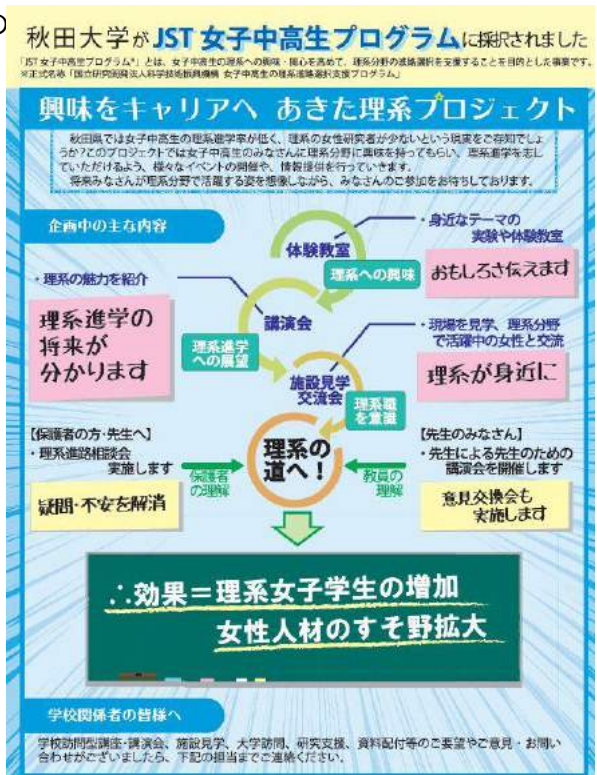 秋田大学がJST 女子中高生プログラムに採択されました
「JST 女子中高生プログラム*」とは、女子中高生の理系への興味・関心を高めて、理系分野の進路選択を支援することを目的とした事業です。
※正式名称「国立研究開発法人科学技術振興機構 女子中高生の理系進路選択支援プログラム」
興味をキャリアへ あきた理系プロジェクト
秋田県では女子中高生の理系進学率が低く、理系の女性研究者が少ないという現実をご存知でしょ
うか?このプロジェクトでは女子中高生のみなさんに理系分野に興味を持ってもらい、理系進学を志し
ていただけるよう、様々なイベントの開催や、情報提供を行っていきます。
将来みなさんが理系分野で活躍する姿を想像しながら、みなさんのご参加をお待ちしております。
企画中の主な内容
体験教室
・身近なテーマの
実験や体験教室
理系への興味
おもしろさ伝えます
・理系の魅力を紹介
理系進学の
将来が
分かります
講演会
理系進学
への展望
・現場を見学、理系分野
で活躍中の女性と交流
理系が身近に
施設見学
交流会
理系職
を意識
【保護者の方・先生へ】
・理系進路相談会
実施します
疑問・不安を解消
保護者
の理解
理系の
道へ!
教員の
理解
【先生のみなさん】
・先生による先生のための
講演会を開催します
意見交換会も
実施します
∴効果=理系女子学生の増加
女性人材のすそ野拡大
学校関係者の皆様へ
学校訪問型講座・講演会、施設見学、大学訪問、研究支援、資料配付等のご要望やご意見・お問い
合わせがございましたら、下記の担当までご連絡ください。